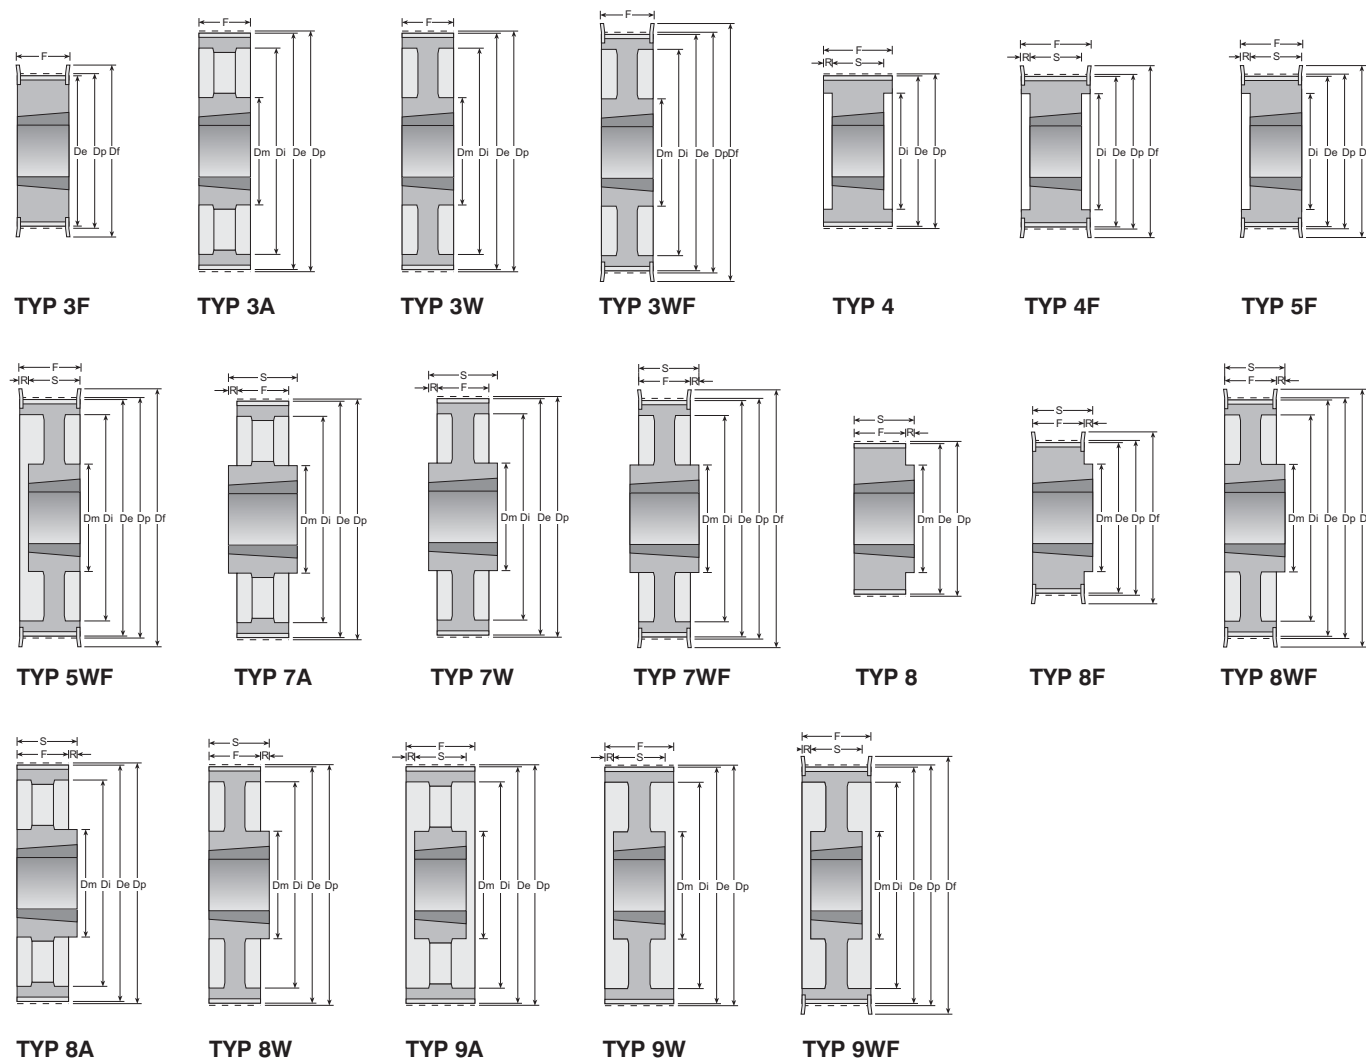 F
F
F
F
F
R S
F
R S
F
R S
De Dp Df
Dm Di De Dp
Dm Di De Dp
Dm Di De Dp Df
Di De Dp
Di De Dp Df
Di De Dp D
TYP 3F
TYP 3A
TYP 3W
TYP 3WF
TYP 4
TYP 4F
TYP 5F
F
R S
S
R F
S
R F
S
F R
S
F R
S
F R
S
F R
Dm Di De Dp Df
Dm Di De Dp
Dm Di De Dp
Dm Di De Dp Df
Dm De Dp
Dm De Dp Df
Dm Di De Dp D
TYP 5WF
TYP 7A
TYP 7W
TYP 7WF
TYP 8
TYP 8F
TYP 8WF
S
F R
S
F R
F
R S
F
R S
F
R S
Dm Di De Dp
Dm Di De Dp
Dm Di De Dp
Dm Di De Dp
Dm Di De Dp Df
TYP 8A
TYP 8W
TYP 9A
TYP 9W
TYP 9WF